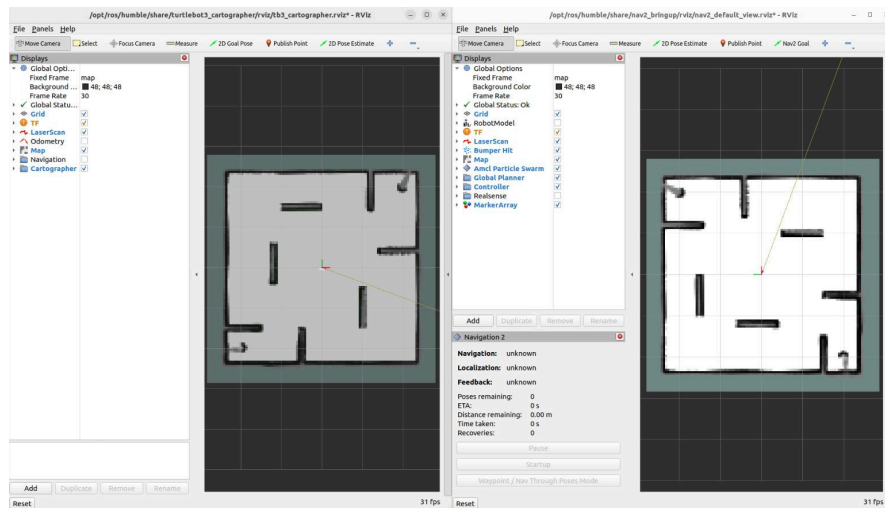 /opt/ros/humble/share/turtlebot3_cartographer/rviz/tb3_cartographer.rviz* - RViz
File Panels Help
Move Camera Select Focus Camera Measure 2D Goal Pose Publish Point 2D Pose Estimate
Displays
Global Opti...
Fixed Frame map
Background ... 48; 48; 48
Frame Rate 30
Global Statu...
Grid
TF
LaserScan
Odometry
Map
Navigation
Cartographer
Add Duplicate Remove Rename
Reset
31 fps
/opt/ros/humble/share/nav2_bringup/rviz/nav2_default_view.rviz* - RViz
File Panels Help
Move Camera Select Focus Camera Measure 2D Pose Estimate Publish Point Nav2 Goal
Displays
Global Options
Fixed Frame map
Background Color 48; 48; 48
Frame Rate 30
Global Status: Ok
Grid
RobotModel
TF
LaserScan
Bumper Hit
Map
Amcl Particle Swarm
Global Planner
Controller
Realsense
MarkerArray
Add Duplicate Remove Rename
Navigation 2
Navigation: unknown
Localization: unknown
Feedback: unknown
Poses remaining: 0
ETA: 0 s
Distance remaining: 0.00 m
Time taken: 0 s
Recoveries: 0
Pause
Startup
Waypoint / Nav Through Poses Mode
Reset
31 fps